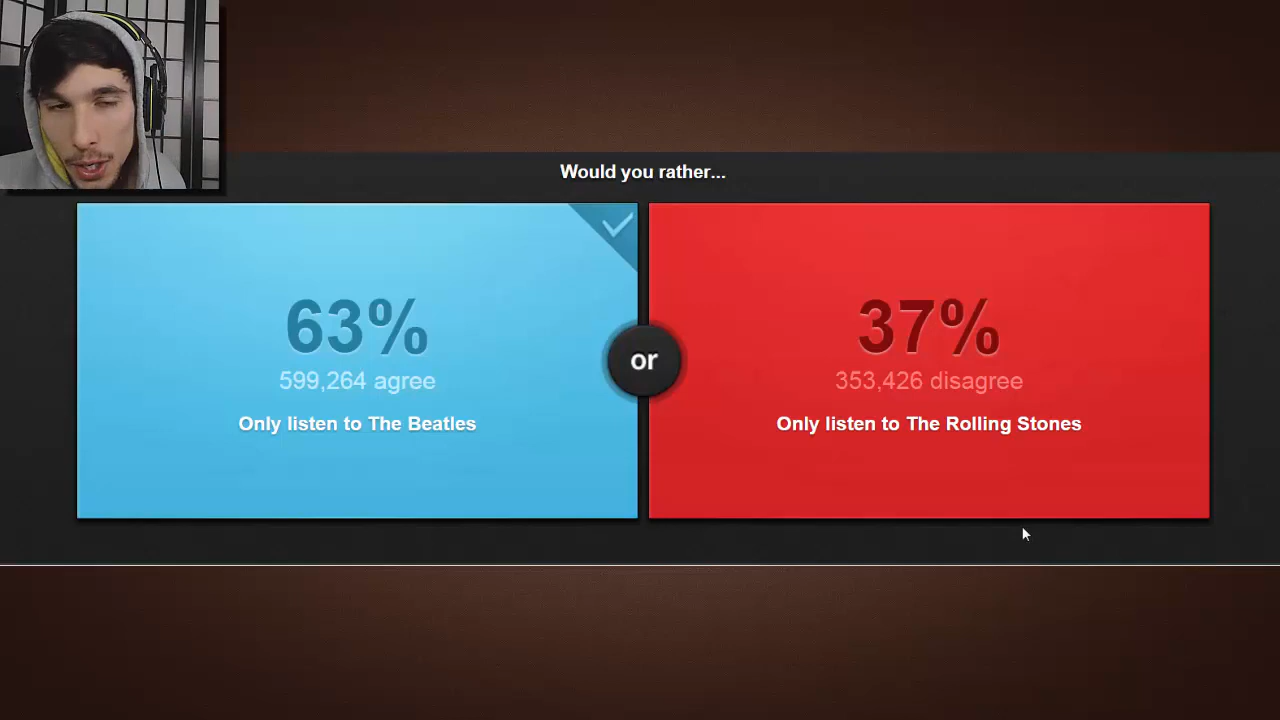 Would you rather...
63%
599,264 agree
Only listen to The Beatles
or
37%
353,426 disagree
Only listen to The Rolling Stones